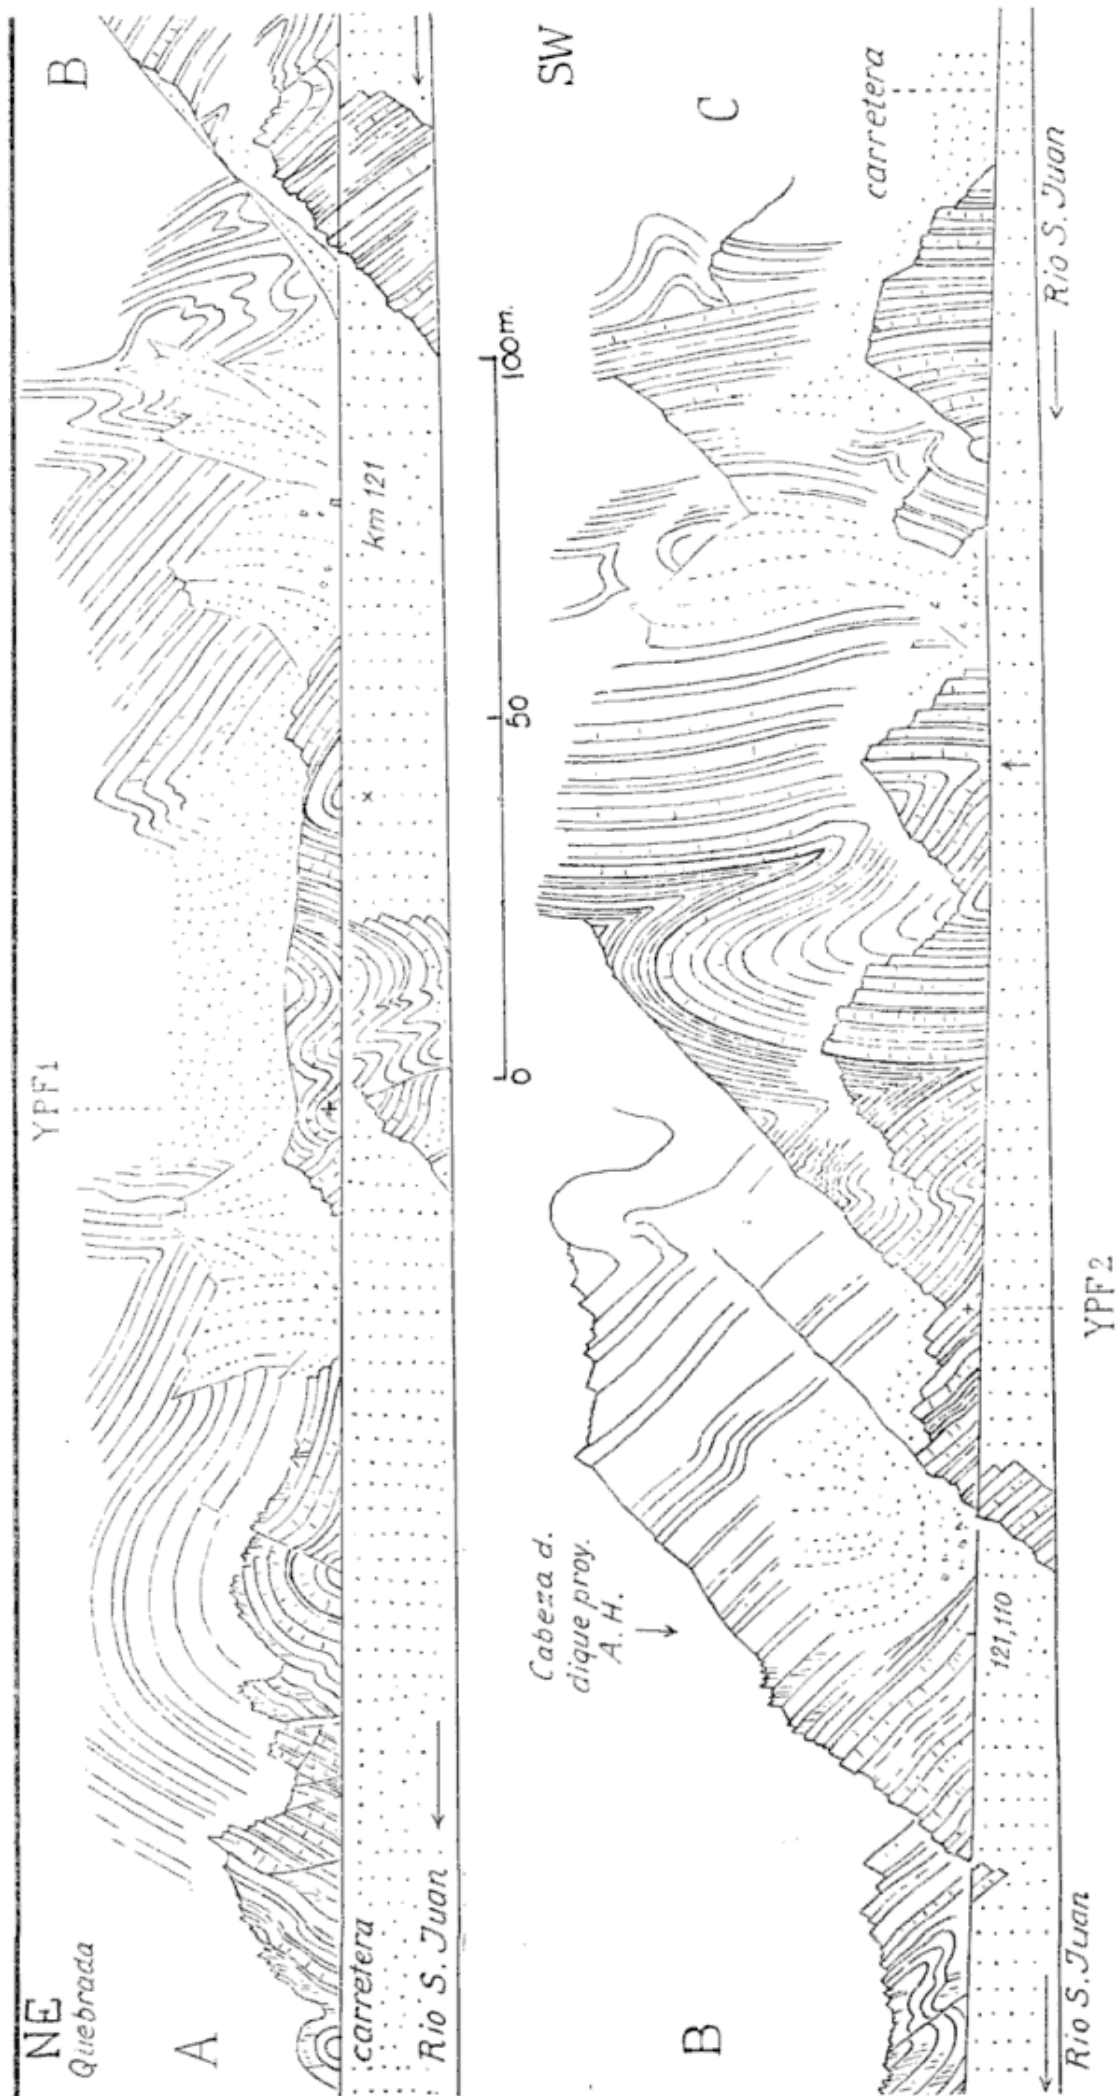 NE
Quebrada
A
YPF1
B
km 121
carretera
Rio S. Juan
0
50
100m.
SW
Cabeza d.
dique proy.
A. H.
B
C
carretera
121,110
Rio S. Juan
YPF2
Rio S. Juan